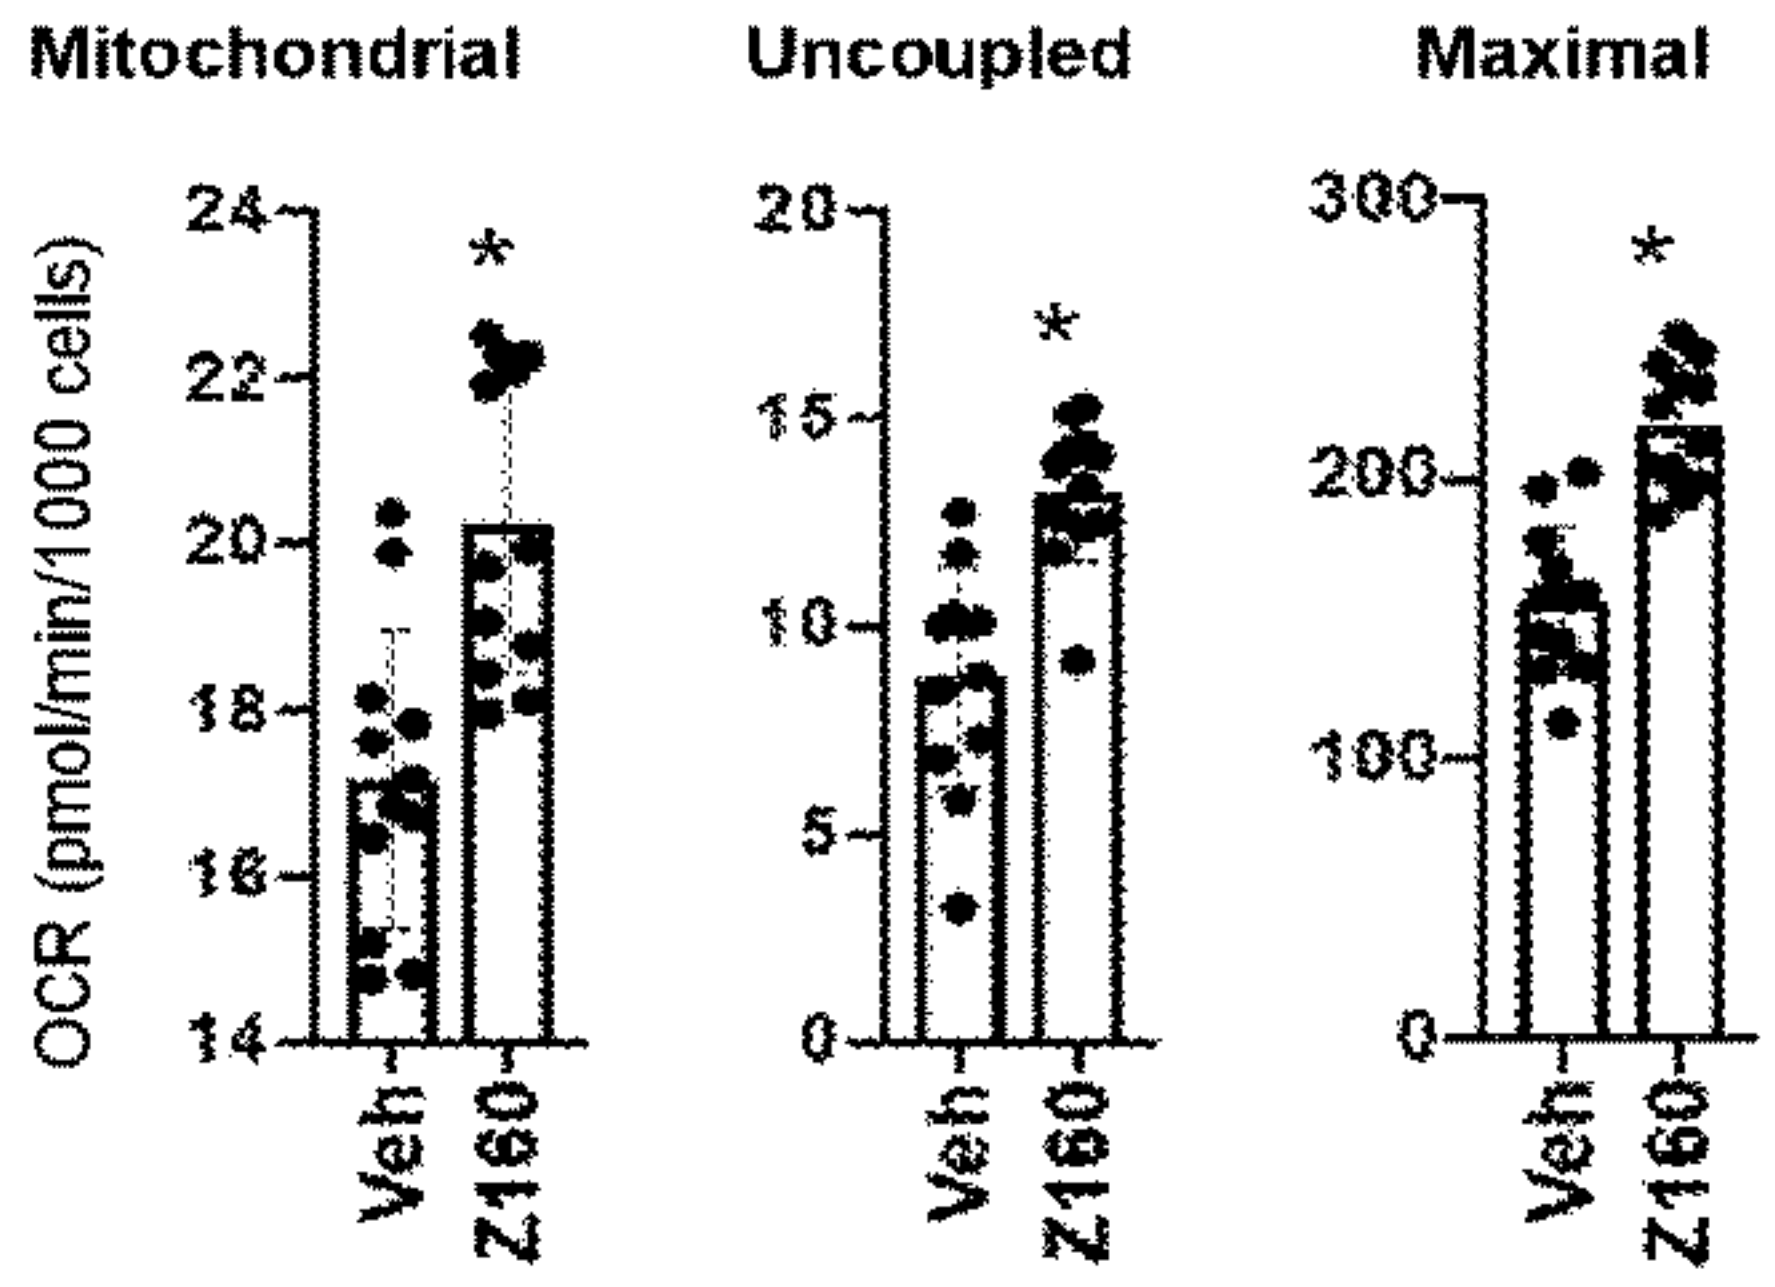 Mitochondrial
Uncoupled
Maximal
OCR (pmol/min/1000 cells)
24
22
20
18
16
14
*
Veh
Z160
20
15
10
5
0
*
Veh
Z160
300
200
100
0
*
Veh
Z160